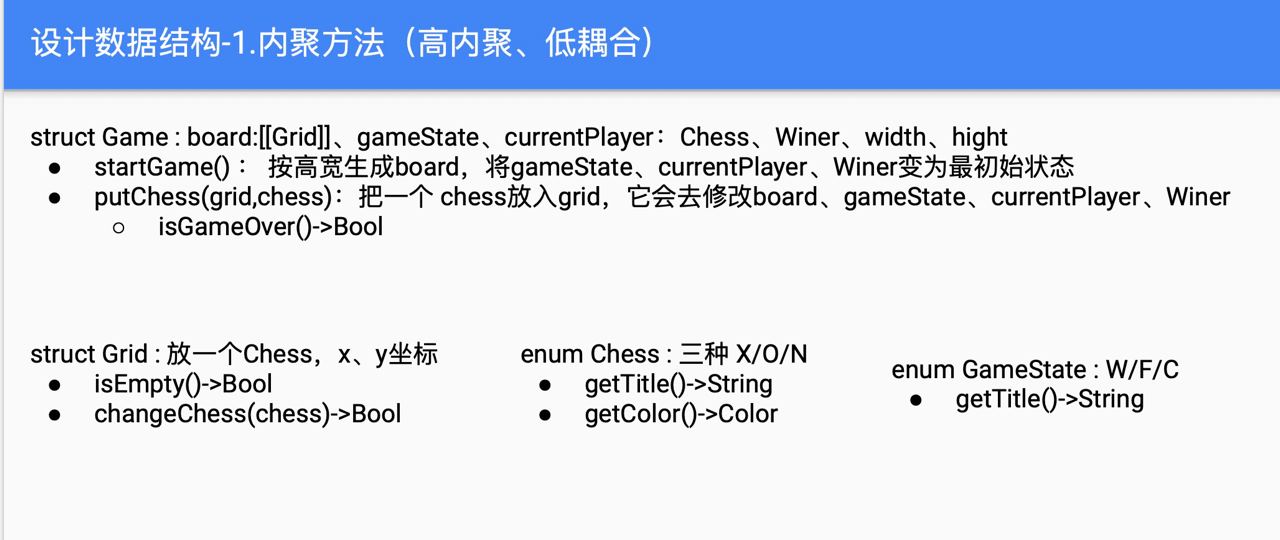 设计数据结构-1.内聚方法（高内聚、低耦合）
struct Game : board:[[Grid]]、gameState、currentPlayer：Chess、Winer、width、hight
● startGame() ： 按高宽生成board，将gameState、currentPlayer、Winer变为最初始状态
● putChess(grid,chess)：把一个 chess放入grid，它会去修改board、gameState、currentPlayer、Winer
○ isGameOver()->Bool
struct Grid : 放一个Chess，x、y坐标
● isEmpty()->Bool
● changeChess(chess)->Bool
enum Chess : 三种 X/O/N
● getTitle()->String
● getColor()->Color
enum GameState : W/F/C
● getTitle()->String